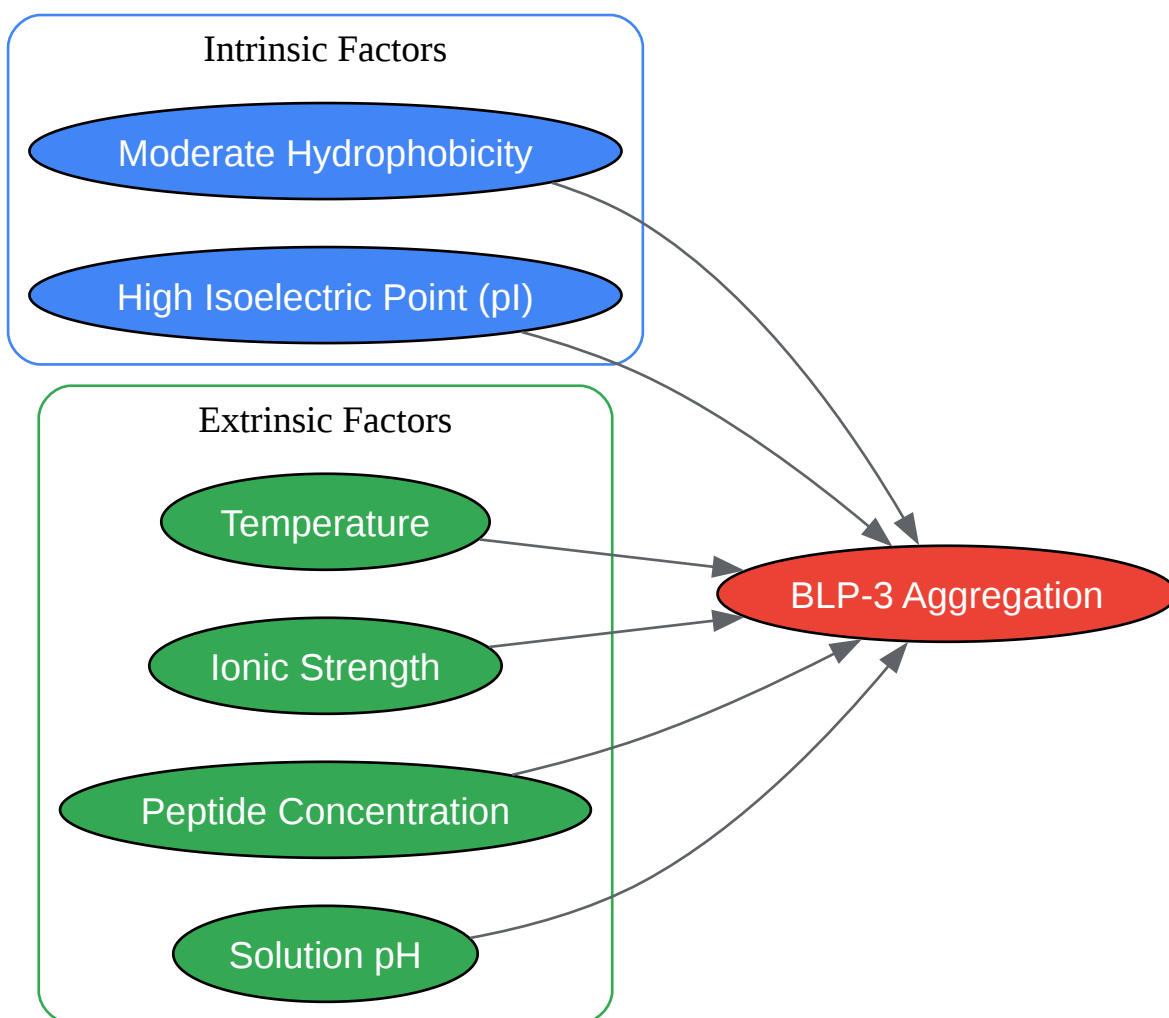 Intrinsic Factors
Moderate Hydrophobicity
High Isoelectric Point (pI)
Extrinsic Factors
Temperature
Ionic Strength
Peptide Concentration
Solution pH
BLP-3 Aggregation